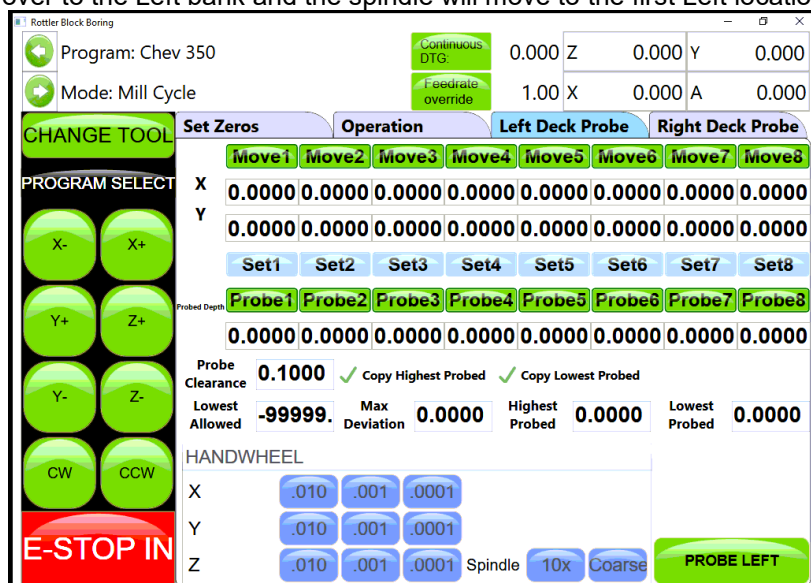 over to the Left bank and the spindle will move to the first Left locatio
Rottler Block Boring
Program: Chev 350
Continuous DTG: 0.000 Z 0.000 Y 0.000
Mode: Mill Cycle
Feedrate override 1.00 X 0.000 A 0.000
CHANGE TOOL
Set Zeros Operation Left Deck Probe Right Deck Probe
Move1 Move2 Move3 Move4 Move5 Move6 Move7 Move8
PROGRAM SELECT
X 0.0000 0.0000 0.0000 0.0000 0.0000 0.0000 0.0000 0.0000
Y 0.0000 0.0000 0.0000 0.0000 0.0000 0.0000 0.0000 0.0000
X- X+
Set1 Set2 Set3 Set4 Set5 Set6 Set7 Set8
Probed Depth Probe1 Probe2 Probe3 Probe4 Probe5 Probe6 Probe7 Probe8
Y+ Z+
0.0000 0.0000 0.0000 0.0000 0.0000 0.0000 0.0000 0.0000
Probe Clearance 0.1000 Copy Highest Probed Copy Lowest Probed
Y- Z-
Lowest Allowed -99999. Max Deviation 0.0000 Highest Probed 0.0000 Lowest Probed 0.0000
HANDWHEEL
CW CCW
X .010 .001 .0001
Y .010 .001 .0001
E-STOP IN
Z .010 .001 .0001 Spindle 10x Coarse
PROBE LEFT